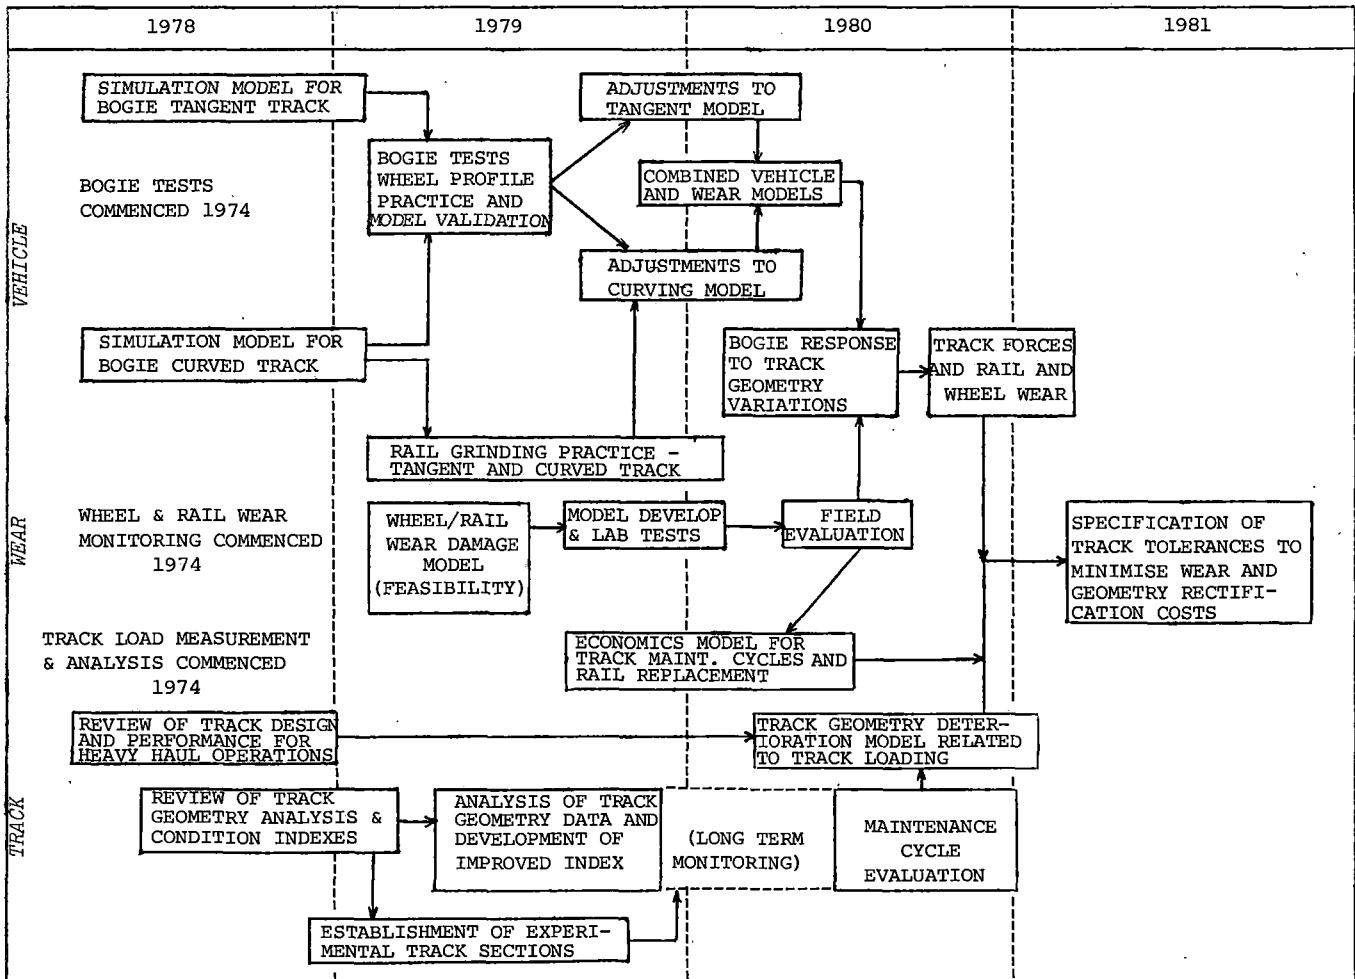 1978
1979
1980
1981
SIMULATION MODEL FOR
BOGIE TANGENT TRACK
ADJUSTMENTS TO
TANGENT MODEL
BOGIE TESTS
WHEEL PROFILE
PRACTICE AND
MODEL VALIDATION
BOGIE TESTS
COMMENCED 1974
COMBINED VEHICLE
AND WEAR MODELS
VEHICLE
ADJUSTMENTS TO
CURVING MODEL
SIMULATION MODEL FOR
BOGIE CURVED TRACK
BOGIE RESPONSE
TO TRACK
GEOMETRY
VARIATIONS
TRACK FORCES
AND RAIL AND
WHEEL WEAR
RAIL GRINDING PRACTICE -
TANGENT AND CURVED TRACK
WEAR
WHEEL & RAIL WEAR
MONITORING COMMENCED
1974
WHEEL/RAIL
WEAR DAMAGE
MODEL
(FEASIBILITY)
MODEL DEVELOP
& LAB TESTS
FIELD
EVALUATION
SPECIFICATION OF
TRACK TOLERANCES TO
MINIMISE WEAR AND
GEOMETRY RECTIFI-
CATION COSTS
TRACK LOAD MEASUREMENT
& ANALYSIS COMMENCED
1974
ECONOMICS MODEL FOR
TRACK MAINT. CYCLES AND
RAIL REPLACEMENT
REVIEW OF TRACK DESIGN
AND PERFORMANCE FOR
HEAVY HAUL OPERATIONS
TRACK GEOMETRY DETER-
IORATION MODEL RELATED
TO TRACK LOADING
TRACK
REVIEW OF TRACK
GEOMETRY ANALYSIS &
CONDITION INDEXES
ANALYSIS OF TRACK
GEOMETRY DATA AND
DEVELOPMENT OF
IMPROVED INDEX
(LONG TERM
MONITORING)
MAINTENANCE
CYCLE
EVALUATION
ESTABLISHMENT OF EXPERI-
MENTAL TRACK SECTIONS